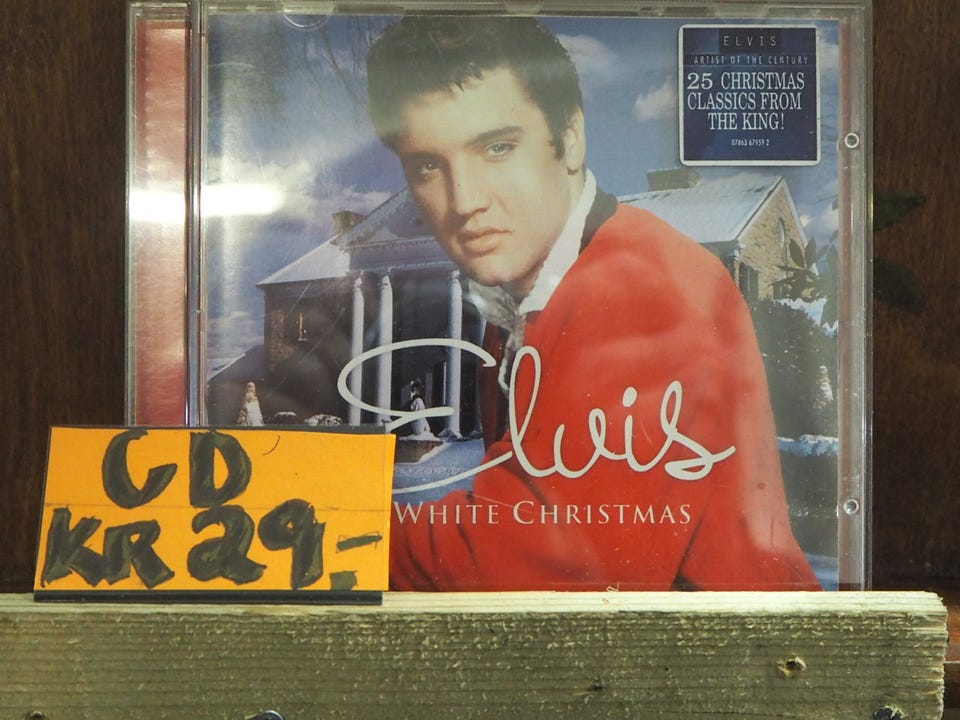 ELVIS
ARTIST OF THE CENTURY
25 CHRISTMAS
CLASSICS FROM
THE KING!
07863 67959 2
Elvis
WHITE CHRISTMAS
CD
KR 29,-